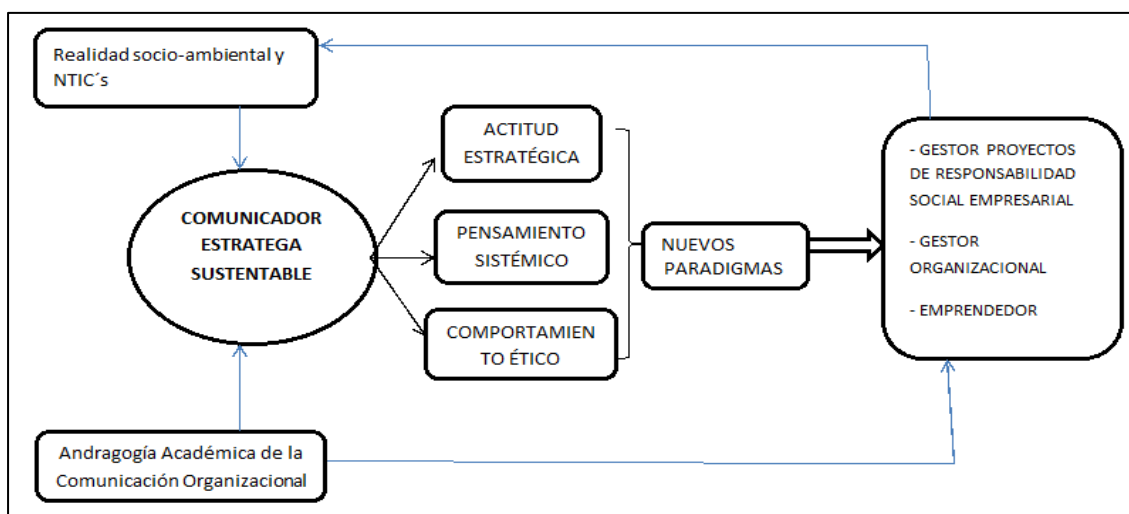 Realidad socio-ambiental y
NTIC´s
COMUNICADOR
ESTRATEGA
SUSTENTABLE
ACTITUD
ESTRATÉGICA
PENSAMIENTO
SISTÉMICO
COMPORTAMIEN
TO ÉTICO
NUEVOS
PARADIGMAS
- GESTOR PROYECTOS
DE RESPONSABILIDAD
SOCIAL EMPRESARIAL
- GESTOR
ORGANIZACIONAL
- EMPRENDEDOR
Andragogía Académica de la
Comunicación Organizacional